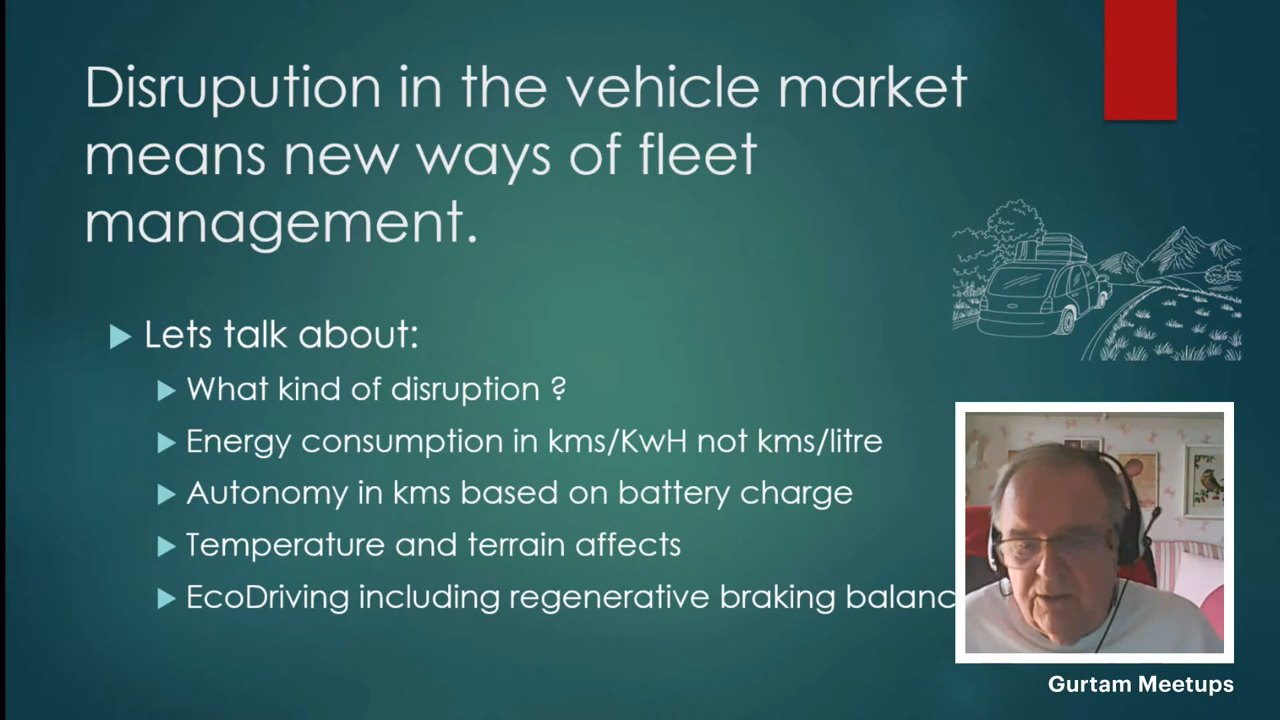 Disrupution in the vehicle market
means new ways of fleet
management.
Lets talk about:
What kind of disruption ?
Energy consumption in kms/KwH not kms/litre
Autonomy in kms based on battery charge
Temperature and terrain affects
EcoDriving including regenerative braking balanc
Gurtam Meetups